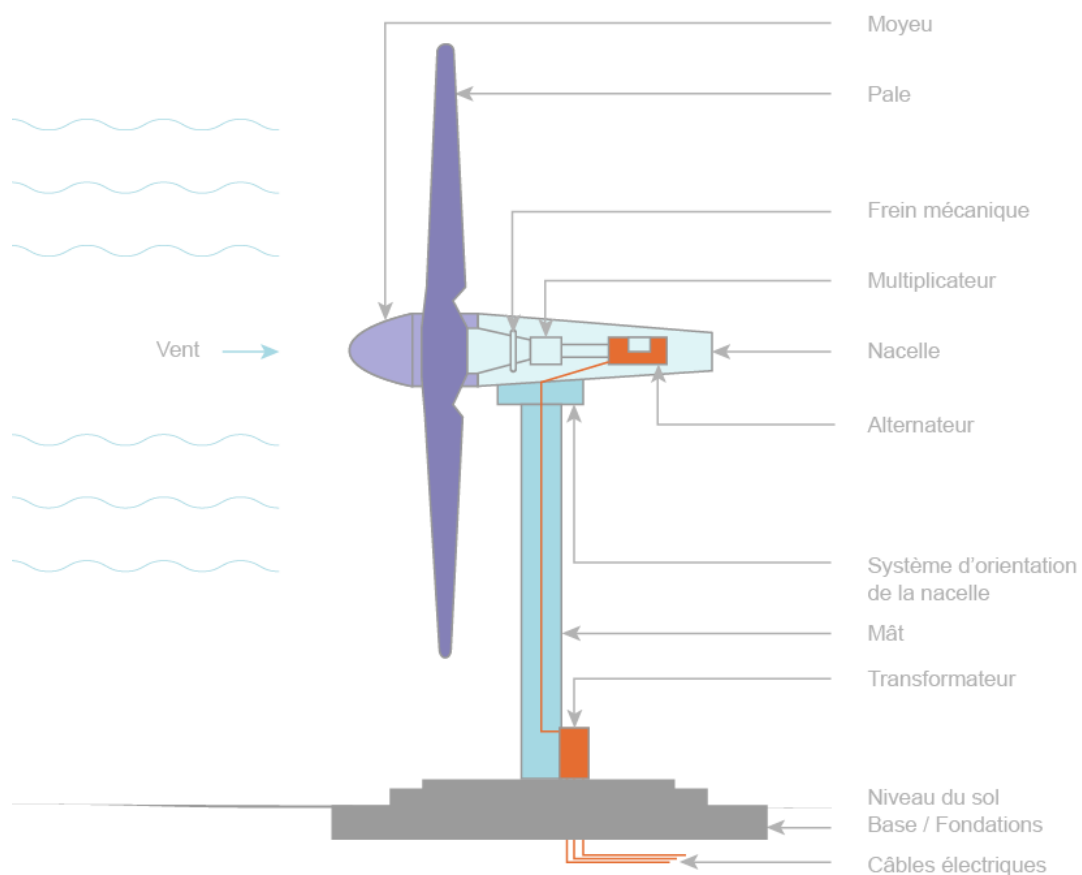 Moyeu
Pale
Frein mécanique
Multiplicateur
Vent
Nacelle
Alternateur
Système d’orientation
de la nacelle
Mât
Transformateur
Niveau du sol
Base / Fondations
Câbles électriques